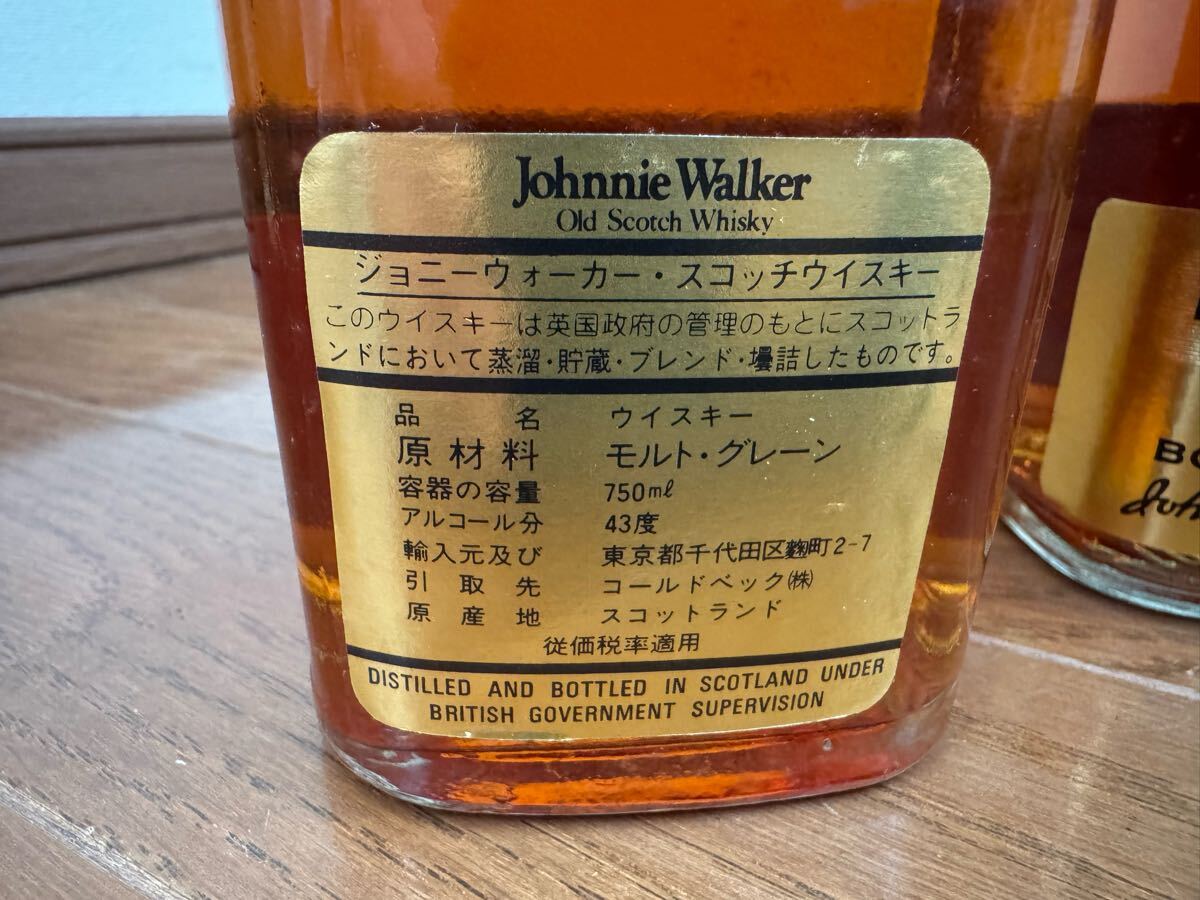 Johnnie Walker
Old Scotch Whisky
ジョニーウォーカー・スコッチウイスキー
このウイスキーは英国政府の管理のもとにスコットラ
ンドにおいて蒸溜・貯蔵・ブレンド・壜詰したものです。
品名 ウイスキー
原材料 モルト・グレーン
容器の容量 750ml
アルコール分 43度
輸入元及び 東京都千代田区麹町2-7
引取先 コールドベック(株)
原産地 スコットランド
従価税率適用
DISTILLED AND BOTTLED IN SCOTLAND UNDER
BRITISH GOVERNMENT SUPERVISION